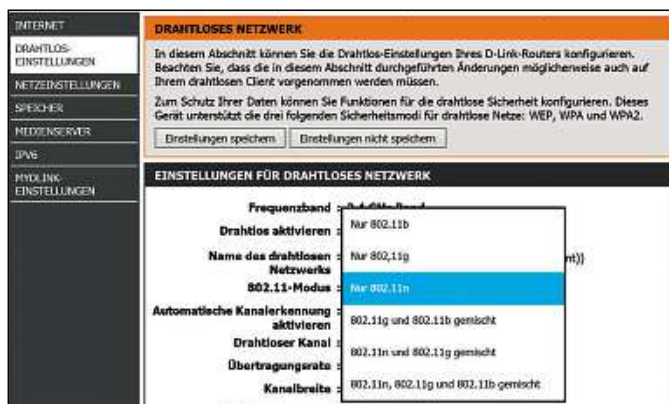 INTERNET
DRAHTLOS-
EINSTELLUNGEN
NETZEINSTELLUNGEN
SPEICHER
MEDIENSERVER
IPV6
MYDLINK-
EINSTELLUNGEN
DRAHTLOSES NETZWERK
In diesem Abschnitt können Sie die Drahtlos-Einstellungen Ihres D-Link-Routers konfigurieren.
Beachten Sie, dass die in diesem Abschnitt durchgeführten Änderungen möglicherweise auch auf
Ihrem drahtlosen Client vorgenommen werden müssen.
Zum Schutz Ihrer Daten können Sie Funktionen für die drahtlose Sicherheit konfigurieren. Dieses
Gerät unterstützt die drei folgenden Sicherheitsmodi für drahtlose Netze: WEP, WPA und WPA2.
Einstellungen speichern Einstellungen nicht speichern
EINSTELLUNGEN FÜR DRAHTLOSES NETZWERK
Frequenzband :
Drahtlos aktivieren :
Name des drahtlosen :
Netzwerks
802.11-Modus :
Automatische Kanalerkennung :
aktivieren
Drahtloser Kanal :
Übertragungsrate :
Kanalbreite :
Nur 802.11b
Nur 802.11g
nt)}
Nur 802.11n
802.11g und 802.11b gemischt
802.11n und 802.11g gemischt
802.11n, 802.11g und 802.11b gemischt